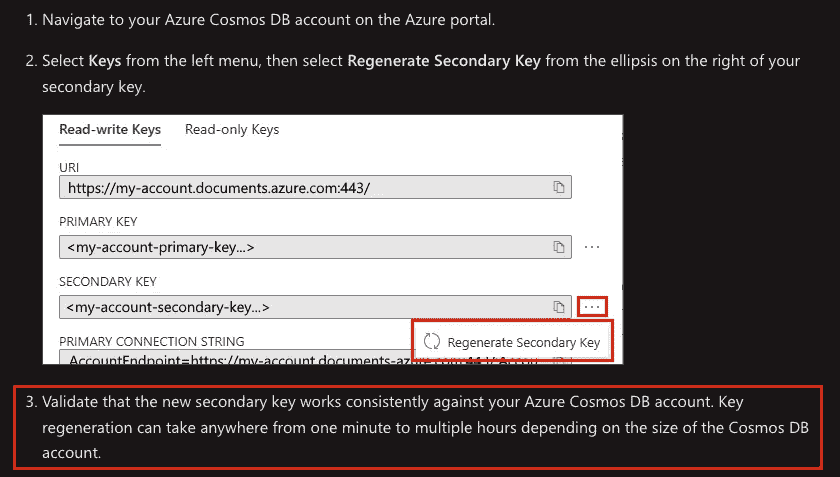 1. Navigate to your Azure Cosmos DB account on the Azure portal.
2. Select Keys from the left menu, then select Regenerate Secondary Key from the ellipsis on the right of your
secondary key.
Read-write Keys Read-only Keys
URI
https://my-account.documents.azure.com:443/
PRIMARY KEY
<my-account-primary-key...>
...
SECONDARY KEY
<my-account-secondary-key...>
...
PRIMARY CONNECTION STRING
Regenerate Secondary Key
AccountEndpoint=https://my-account.documents-az
3. Validate that the new secondary key works consistently against your Azure Cosmos DB account. Key
regeneration can take anywhere from one minute to multiple hours depending on the size of the Cosmos DB
account.